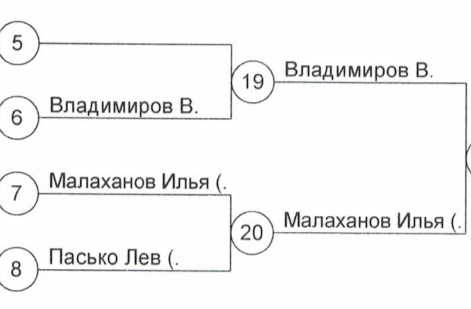 5
19
Владимиров В.
6
Владимиров В.
7
Малаханов Илья (.
20
Малаханов Илья (.
8
Пасько Лев (.